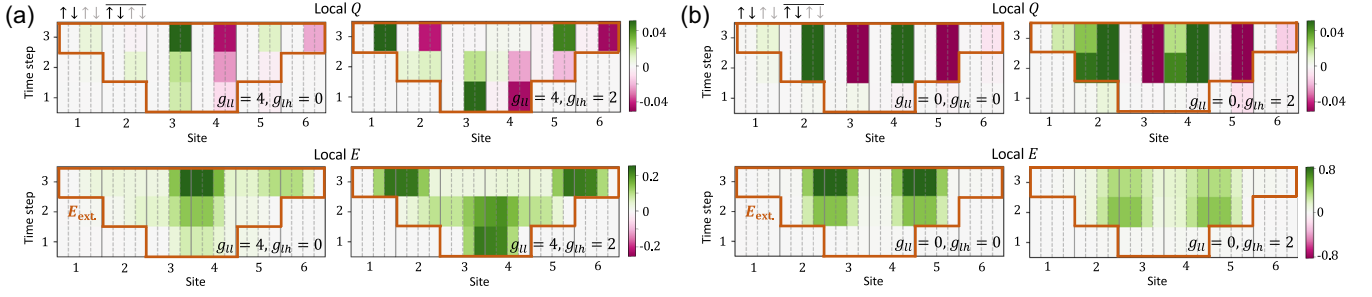 (a)
↑↓↑↓ ↑↓↑↓
Local Q
Time step
3
2
1
g_ll = 4, g_lh = 0
g_ll = 4, g_lh = 2
0.04
0
-0.04
1 2 3 4 5 6
Site
1 2 3 4 5 6
Site
Local E
Time step
3
2
1
E_ext.
g_ll = 4, g_lh = 0
g_ll = 4, g_lh = 2
0.2
0
-0.2
1 2 3 4 5 6
Site
1 2 3 4 5 6
Site
(b)
↑↓↑↓ ↑↓↑↓
Local Q
Time step
3
2
1
g_ll = 0, g_lh = 0
g_ll = 0, g_lh = 2
0.04
0
-0.04
1 2 3 4 5 6
Site
1 2 3 4 5 6
Site
Local E
Time step
3
2
1
E_ext.
g_ll = 0, g_lh = 0
g_ll = 0, g_lh = 2
0.8
0
-0.8
1 2 3 4 5 6
Site
1 2 3 4 5 6
Site